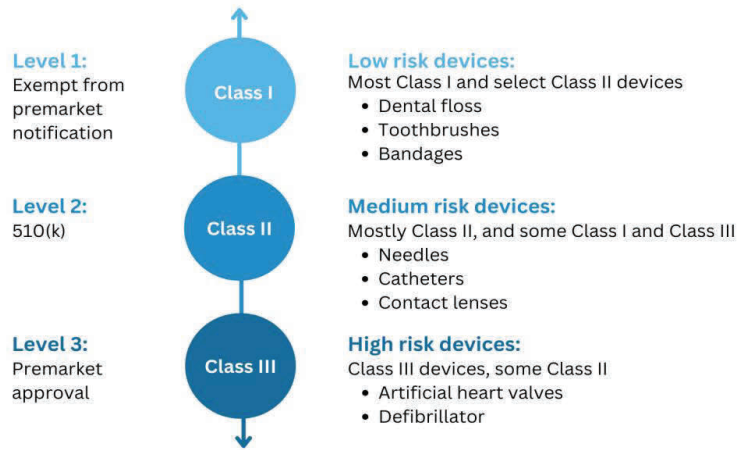 Level 1:
Exempt from
premarket
notification
Class I
Low risk devices:
Most Class I and select Class II devices
• Dental floss
• Toothbrushes
• Bandages
Level 2:
510(k)
Class II
Medium risk devices:
Mostly Class II, and some Class I and Class III
• Needles
• Catheters
• Contact lenses
Level 3:
Premarket
approval
Class III
High risk devices:
Class III devices, some Class II
• Artificial heart valves
• Defibrillator